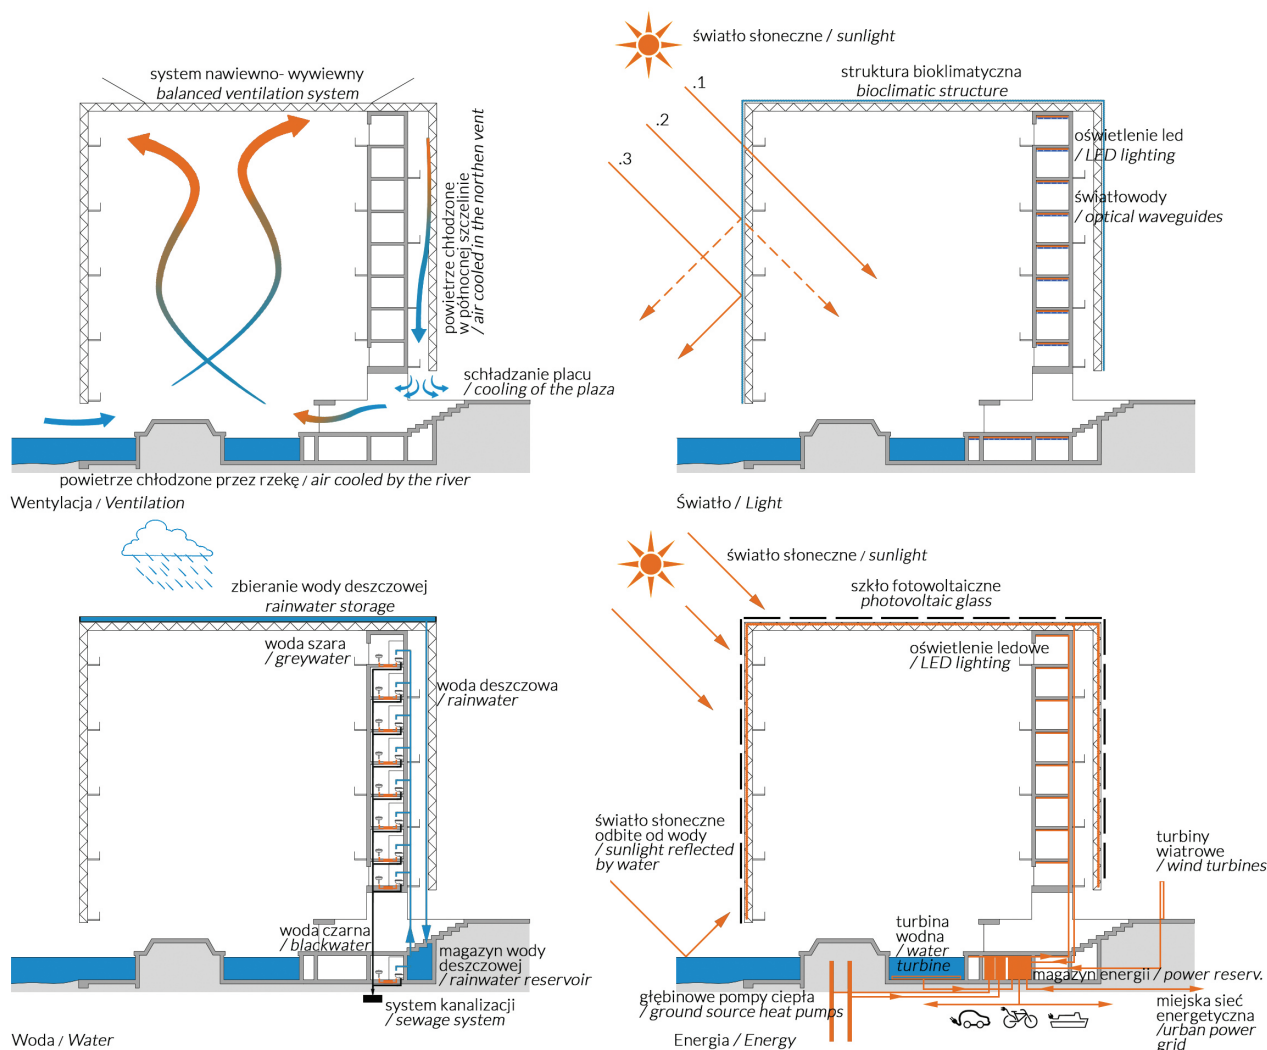 system nawiewno- wywiewny
balanced ventilation system
powietrze chłodzone
w północnej szczelinie
/ air cooled in the northen vent
schładzanie placu
/ cooling of the plaza
powietrze chłodzone przez rzekę / air cooled by the river
Wentylacja / Ventilation
światło słoneczne / sunlight
.1
.2
.3
struktura bioklimatyczna
bioclimatic structure
oświetlenie led
/ LED lighting
światłowody
/ optical waveguides
Światło / Light
zbieranie wody deszczowej
rainwater storage
woda szara
/ greywater
woda deszczowa
/ rainwater
woda czarna
/ blackwater
magazyn wody
deszczowej
/ rainwater reservoir
system kanalizacji
/ sewage system
Woda / Water
światło słoneczne / sunlight
szkło fotowoltaiczne
photovoltaic glass
oświetlenie ledowe
/ LED lighting
światło słoneczne
odbite od wody
/ sunlight reflected
by water
turbiny
wiatrowe
/ wind turbines
turbina
wodna
/ water
turbine
magazyn energii / power reserv.
głębinowe pompy ciepła
/ ground source heat pumps
miejska sieć
energetyczna
/urban power
grid
Energia / Energy